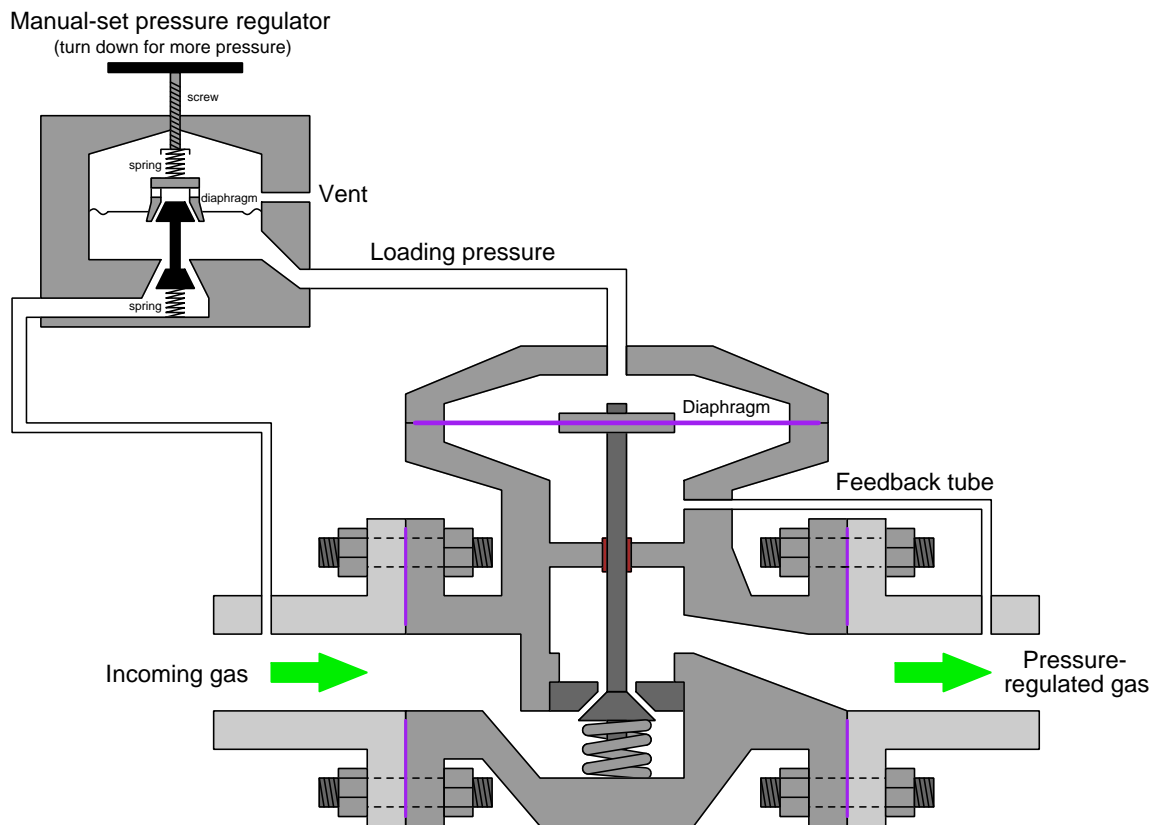 Manual-set pressure regulator
(turn down for more pressure)
screw
spring
diaphragm
Vent
Loading pressure
spring
Diaphragm
Feedback tube
Incoming gas
Pressure-
regulated gas